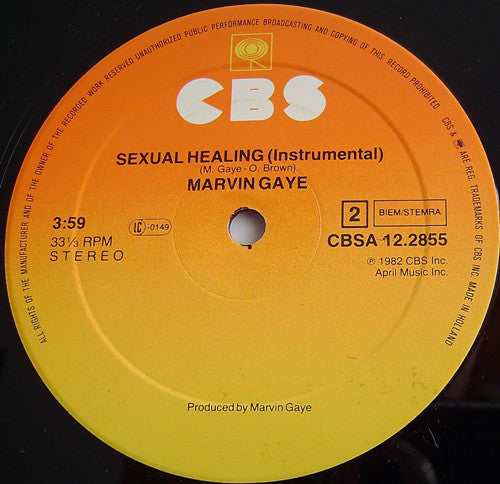 ALL RIGHTS OF THE MANUFACTURER AND OF THE OWNER OF THE RECORDED WORK RESERVED UNAUTHORIZED PUBLIC PERFORMANCE BROADCASTING AND COPYING OF THIS RECORD PROHIBITED
CBS & ARE REG. TRADEMARKS OF CBS INC. MADE IN HOLLAND
CBS
SEXUAL HEALING (Instrumental)
(M. Gaye - O. Brown)
MARVIN GAYE
3:59
33⅓ RPM
STEREO
LC-0149
2 BIEM/STEMRA
CBSA 12.2855
℗ 1982 CBS Inc.
April Music Inc.
Produced by Marvin Gaye